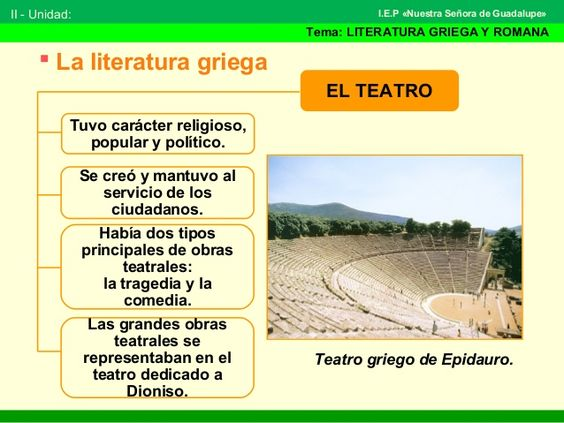 II - Unidad:
I.E.P «Nuestra Señora de Guadalupe»
Tema: LITERATURA GRIEGA Y ROMANA
La literatura griega
EL TEATRO
Tuvo carácter religioso,
popular y político.
Se creó y mantuvo al
servicio de los
ciudadanos.
Había dos tipos
principales de obras
teatrales:
la tragedia y la
comedia.
Las grandes obras
teatrales se
representaban en el
teatro dedicado a
Dioniso.
Teatro griego de Epidauro.